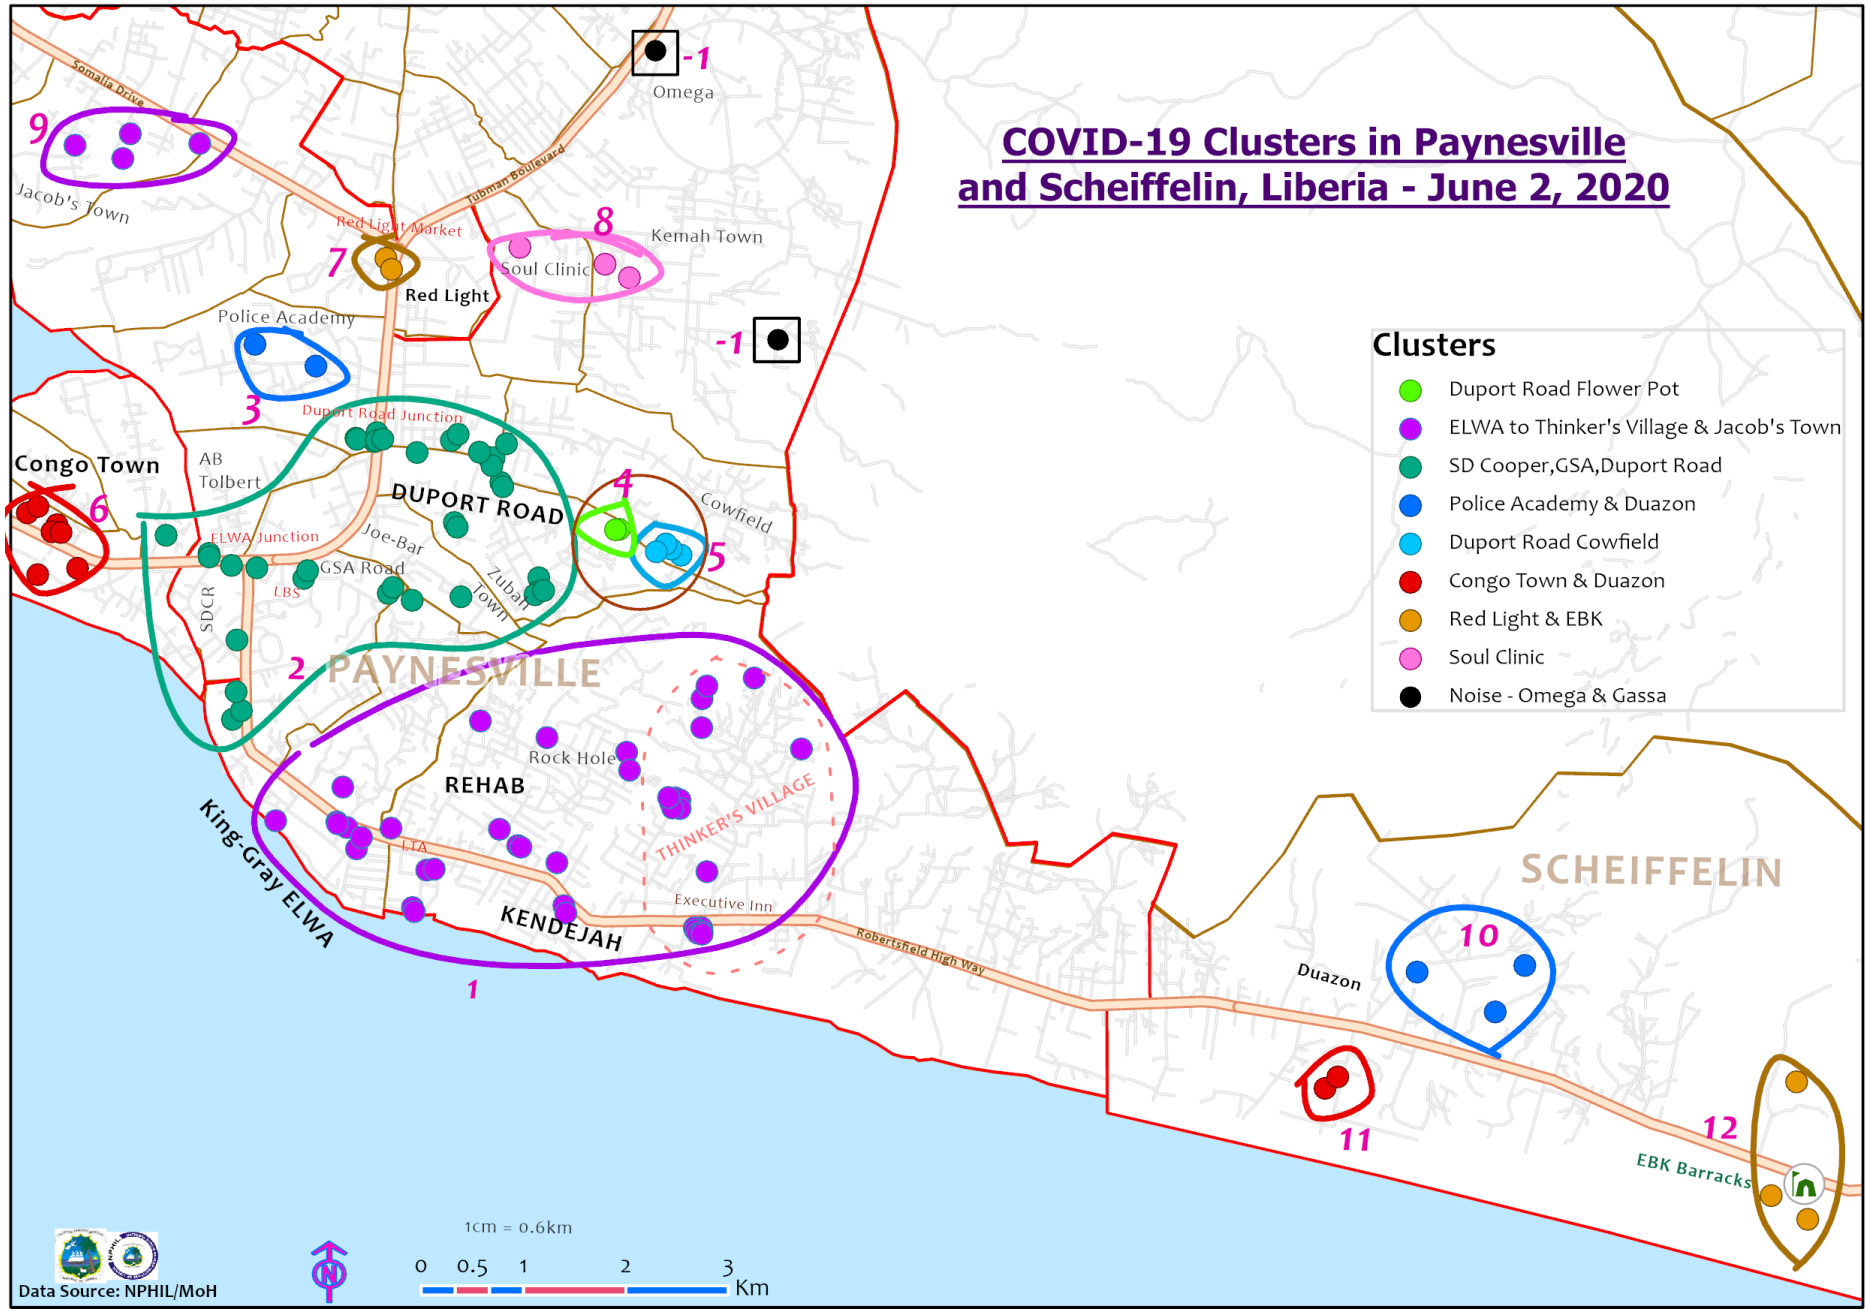 COVID-19 Clusters in Paynesville
and Scheiffelin, Liberia - June 2, 2020
Somalia Drive
-1
Omega
9
Jacob's Town
Tubman Boulevard
Red Light Market
7
Red Light
8
Soul Clinic
Kemah Town
-1
Police Academy
3
Duport Road Junction
Congo Town
6
AB
Tolbert
DUPORT ROAD
4
Cowfield
5
ELWA Junction
Joe-Bar
GSA Road
LBS
SDCR
Zubah
Town
2
PAYNESVILLE
Rock Hole
REHAB
THINKER'S VILLAGE
King-Gray ELWA
LTA
KENDEJAH
Executive Inn
Robertsfield High Way
1
Clusters
Duport Road Flower Pot
ELWA to Thinker's Village & Jacob's Town
SD Cooper,GSA,Duport Road
Police Academy & Duazon
Duport Road Cowfield
Congo Town & Duazon
Red Light & EBK
Soul Clinic
Noise - Omega & Gassa
SCHEIFFELIN
10
Duazon
11
12
EBK Barracks
1cm = 0.6km
0 0.5 1 2 3
Km
N
NPHIL
Data Source: NPHIL/MoH